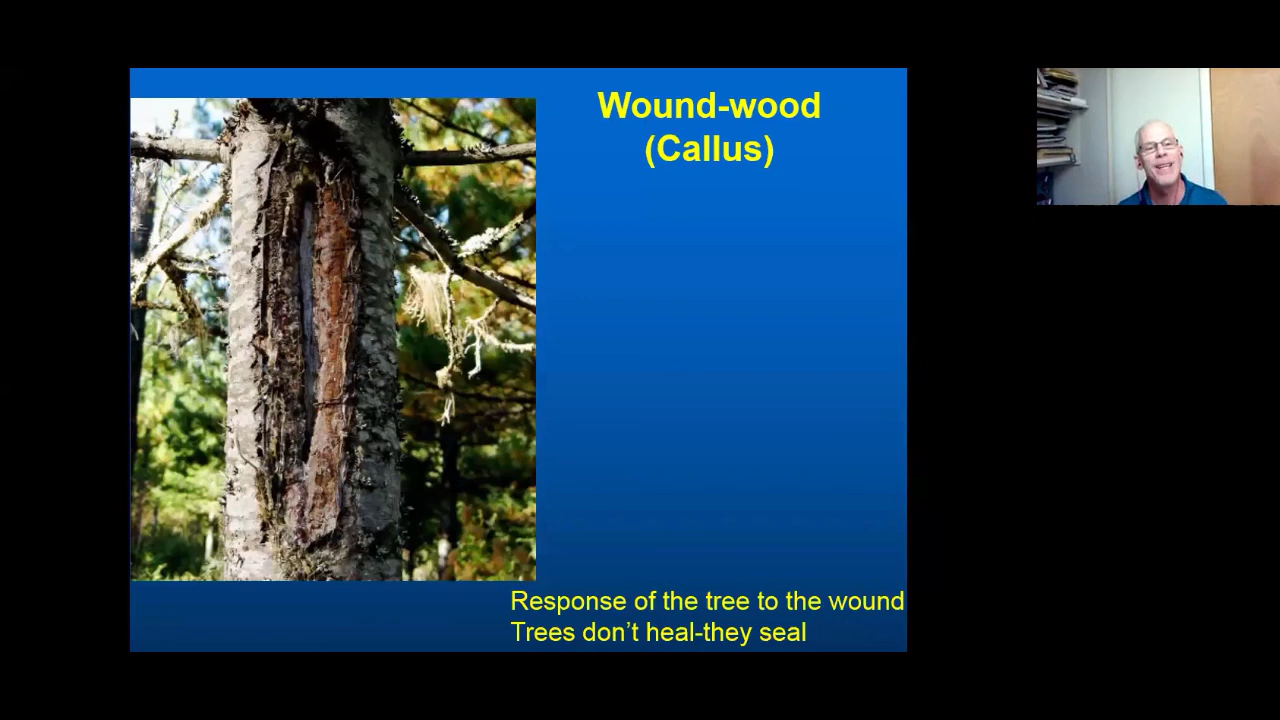 Wound-wood
(Callus)
Response of the tree to the wound
Trees don’t heal-they seal